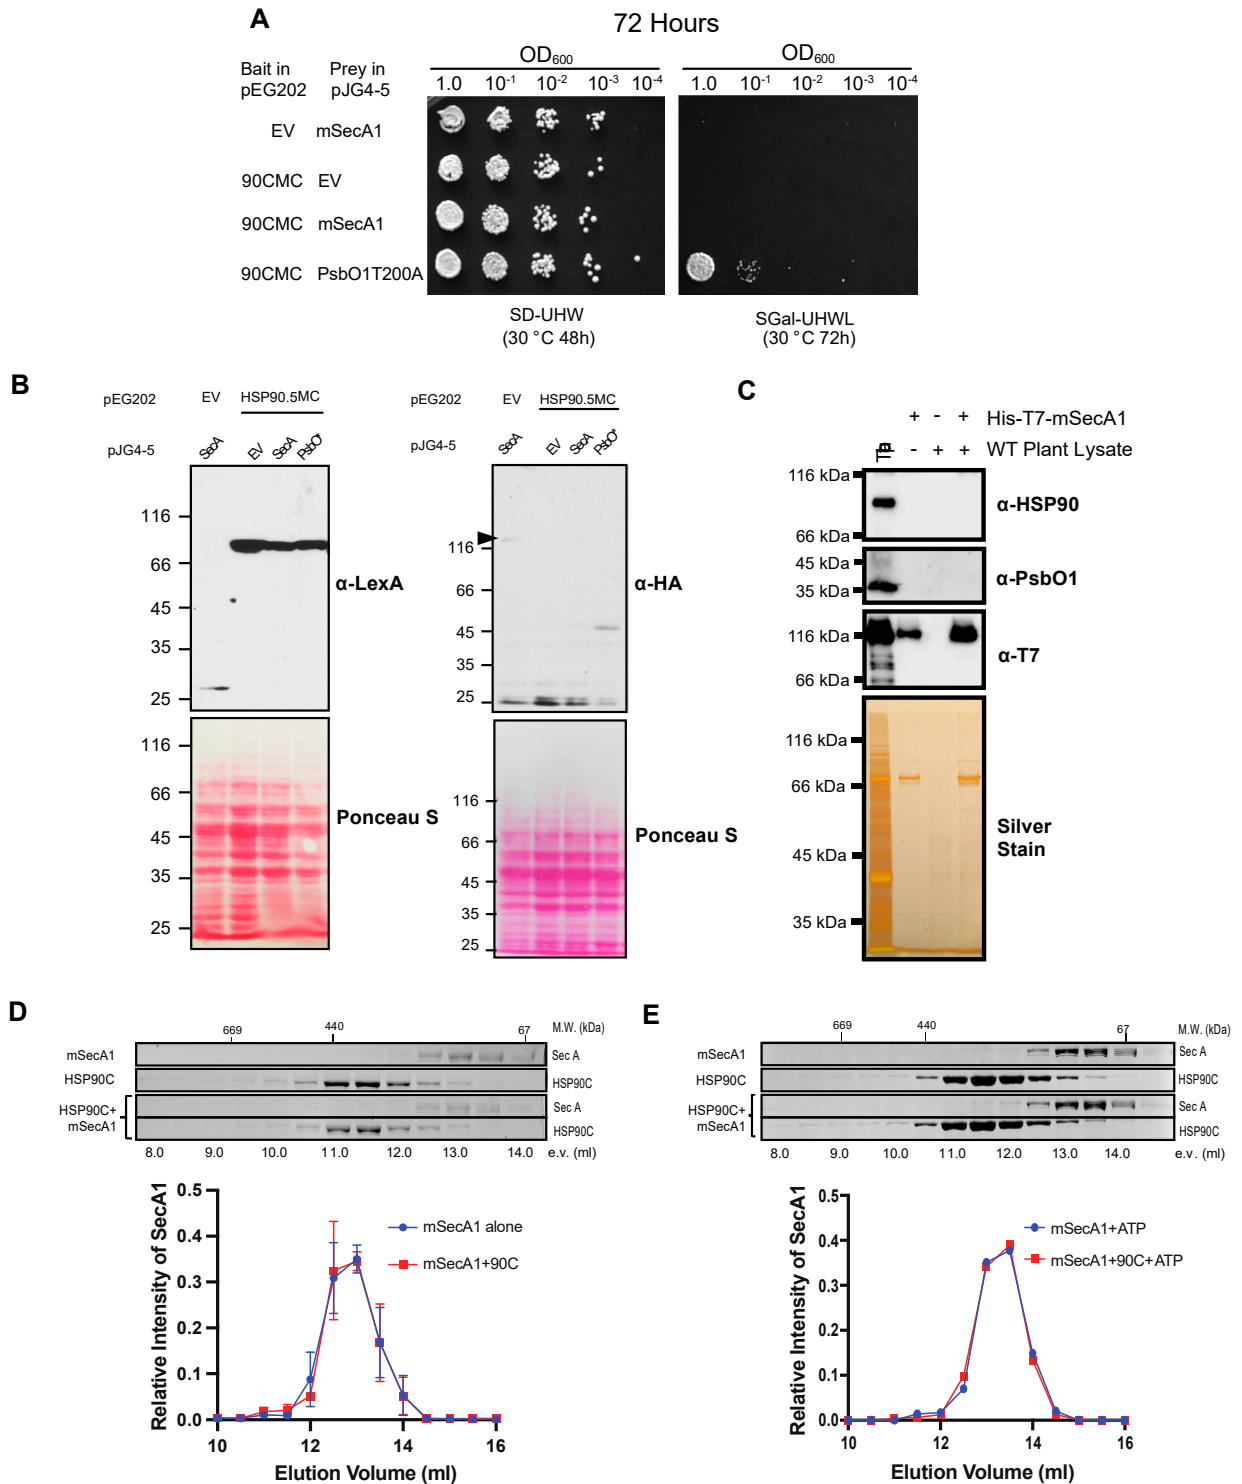 A
72 Hours
OD600 OD600
Bait in pEG202 Prey in pJG4-5
1.0 10-1 10-2 10-3 10-4 1.0 10-1 10-2 10-3 10-4
EV mSecA1
90CMC EV
90CMC mSecA1
90CMC PsbO1T200A
SD-UHW
(30 °C 48h)
SGal-UHWL
(30 °C 72h)
B
pEG202 EV HSP90.5MC
pJG4-5 SecA EV SecA PsbO*
116
66
45
35
25
α-LexA
116
66
45
35
25
Ponceau S
pEG202 EV HSP90.5MC
pJG4-5 SecA EV SecA PsbO*
116
66
45
35
25
α-HA
116
66
45
35
25
Ponceau S
C
+ - + His-T7-mSecA1
- + + WT Plant Lysate
116 kDa
66 kDa
α-HSP90
45 kDa
35 kDa
α-PsbO1
116 kDa
66 kDa
α-T7
116 kDa
66 kDa
45 kDa
35 kDa
Silver
Stain
D
669 440 67 M.W. (kDa)
mSecA1 Sec A
HSP90C HSP90C
HSP90C+
mSecA1
Sec A
HSP90C
8.0 9.0 10.0 11.0 12.0 13.0 14.0 e.v. (ml)
Relative Intensity of SecA1
0.5
0.4
0.3
0.2
0.1
0.0
10 12 14 16
Elution Volume (ml)
mSecA1 alone
mSecA1+90C
E
669 440 67 M.W. (kDa)
mSecA1 Sec A
HSP90C HSP90C
HSP90C+
mSecA1
Sec A
HSP90C
8.0 9.0 10.0 11.0 12.0 13.0 14.0 e.v. (ml)
Relative Intensity of SecA1
0.5
0.4
0.3
0.2
0.1
0.0
10 12 14 16
Elution Volume (ml)
mSecA1+ATP
mSecA1+90C+ATP